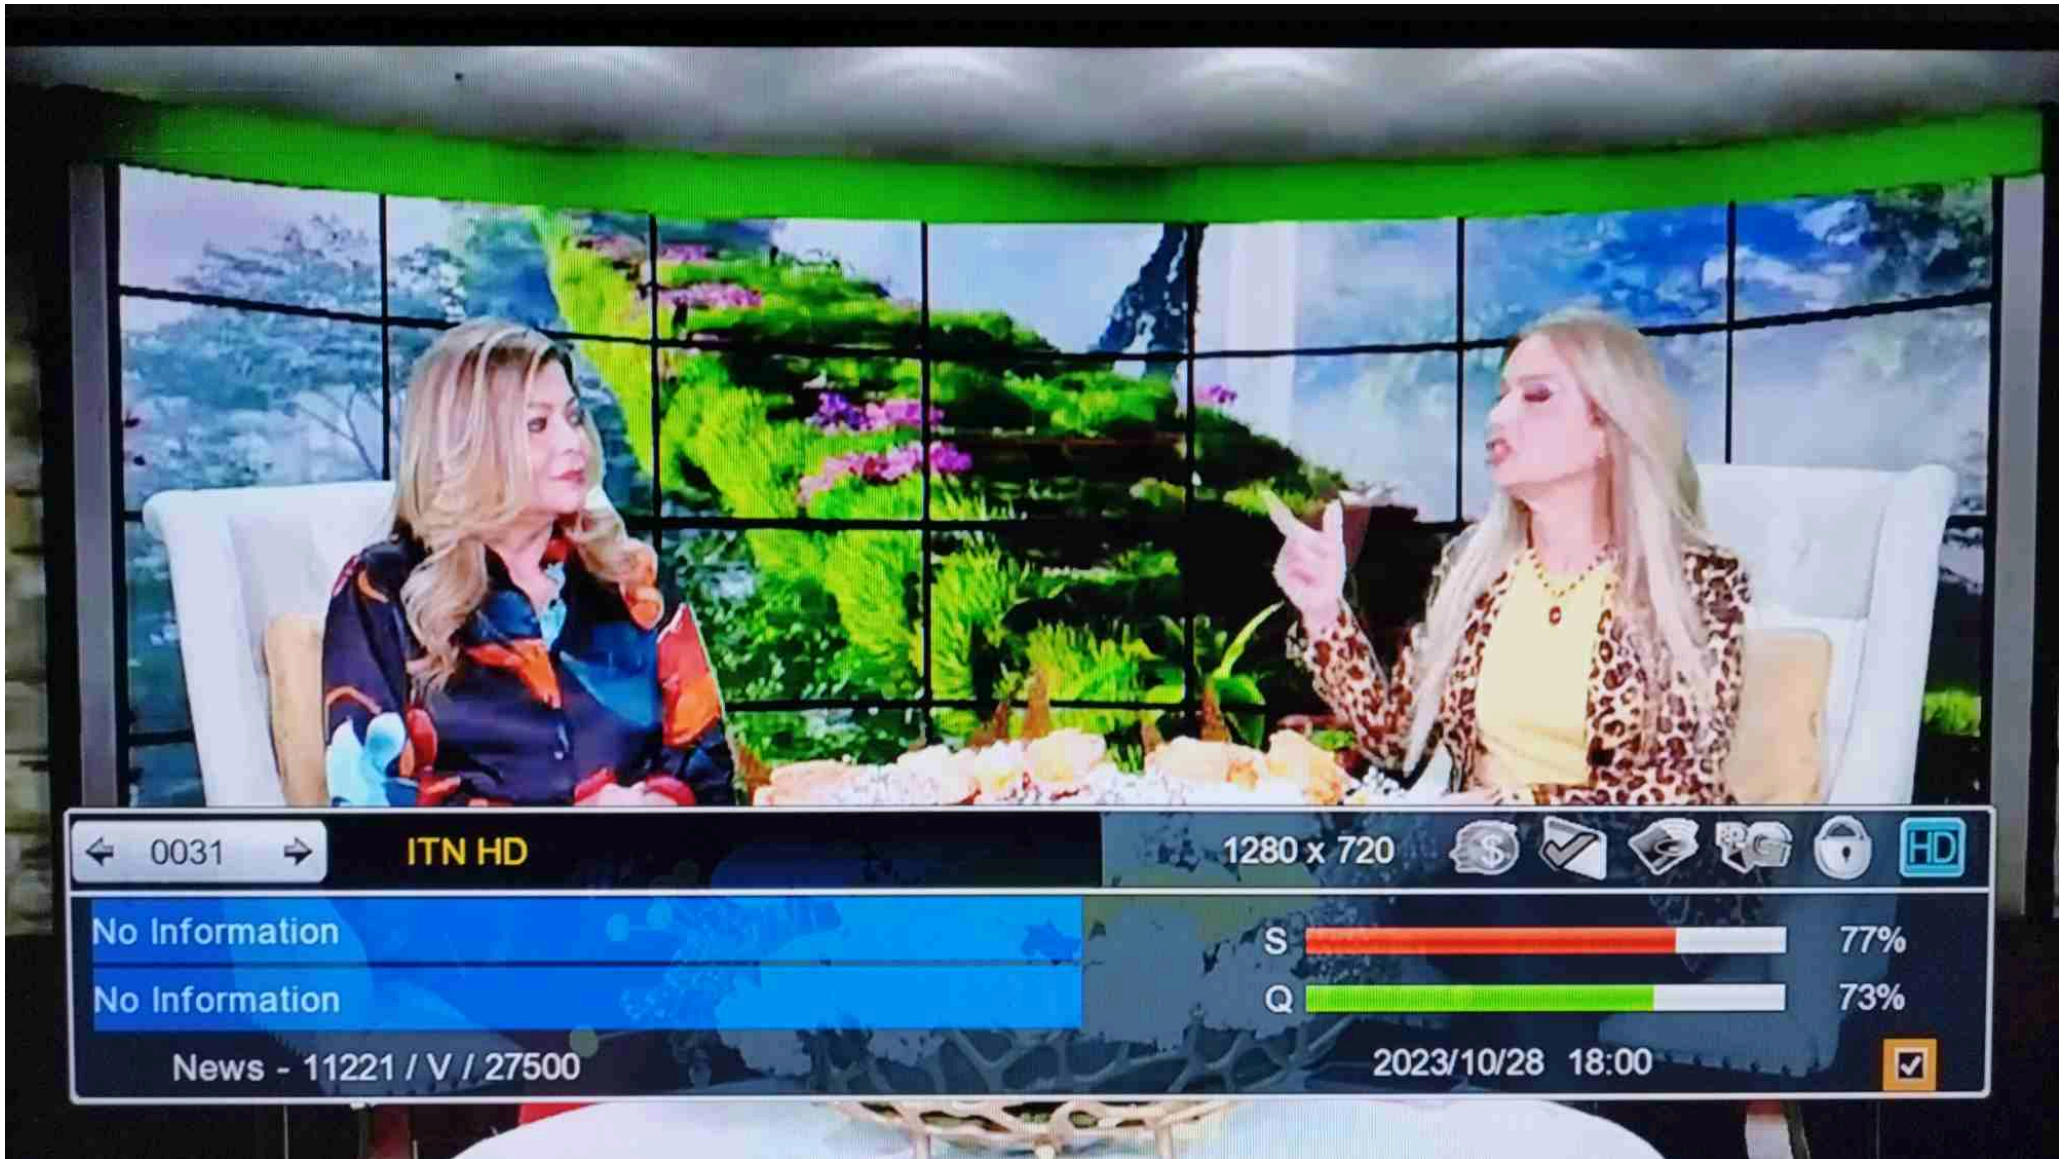 0031 ITN HD 1280 x 720 HD
No Information
S 77%
No Information
Q 73%
News - 11221 / V / 27500 2023/10/28 18:00